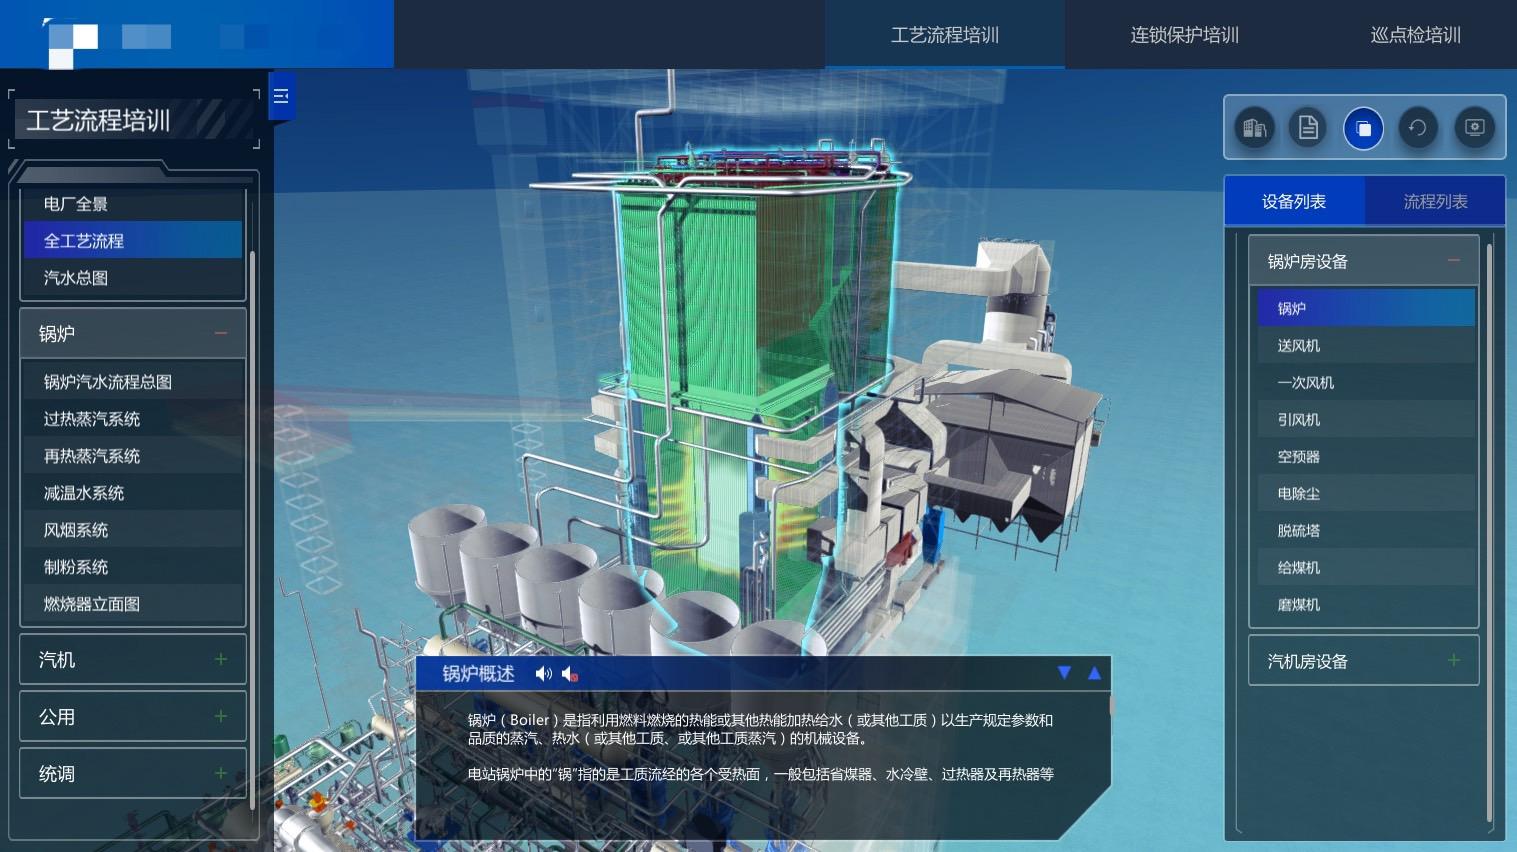 工艺流程培训
连锁保护培训
巡点检培训
工艺流程培训
电厂全景
全工艺流程
汽水总图
锅炉
锅炉汽水流程总图
过热蒸汽系统
再热蒸汽系统
减温水系统
风烟系统
制粉系统
燃烧器立面图
汽机
公用
统调
设备列表
流程列表
锅炉房设备
锅炉
送风机
一次风机
引风机
空预器
电除尘
脱硫塔
给煤机
磨煤机
汽机房设备
锅炉概述
锅炉（Boiler）是指利用燃料燃烧的热能或其他热能加热给水（或其他工质）以生产规定参数和
品质的蒸汽、热水（或其他工质、或其他工质蒸汽）的机械设备。
电站锅炉中的“锅”指的是工质流经的各个受热面，一般包括省煤器、水冷壁、过热器及再热器等